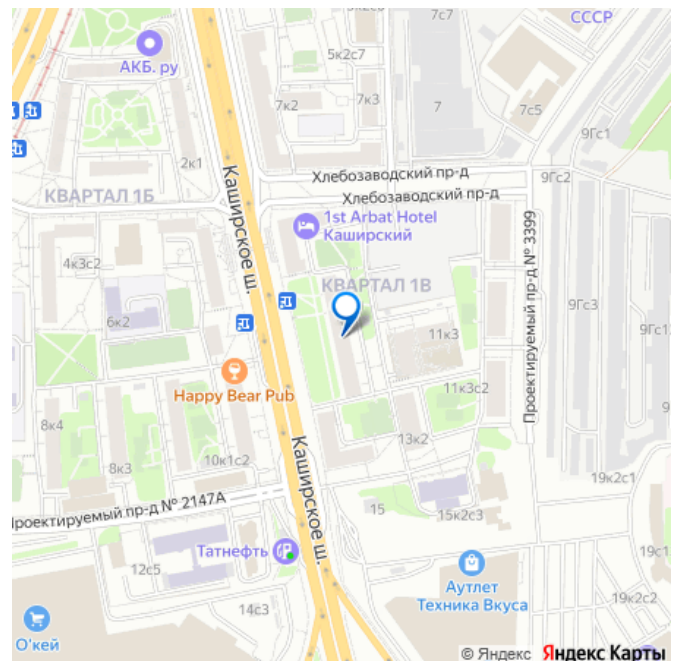 7с7
СССР
АКБ. ру
5к2с7
7к2
7к3
7
7с5
9Гс1
2к1
Хлебозаводский пр-д
9Гс2
КВАРТАЛ 1Б
Хлебозаводский пр-д
Каширское ш.
1st Arbat Hotel
Каширский
Проектируемый пр-д № 3399
4к3с2
КВАРТАЛ 1В
6к2
9Гс3
11к3
Happy Bear Pub
11к3с2
8к4
8к3
10к1с2
13к2
Каширское ш.
19к2с1
Проектируемый пр-д № 2147А
15
15к2с3
Татнефть
12с5
Аутлет
Техника Вкуса
14с3
19к2с2
О'кей
© Яндекс Яндекс Карты